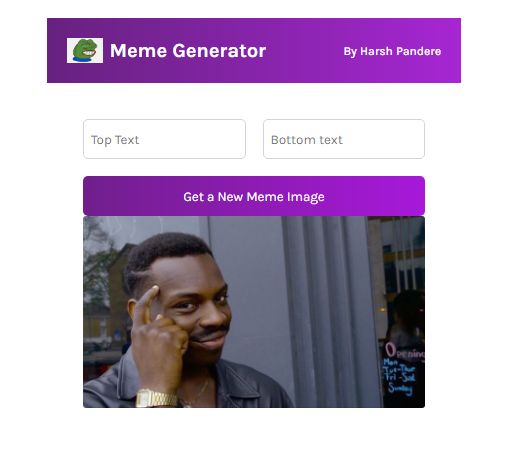 Meme Generator
By Harsh Pandere
Top Text
Bottom text
Get a New Meme Image
Opening
Mon
Tue-Thur
Fri-Sat
Sunday